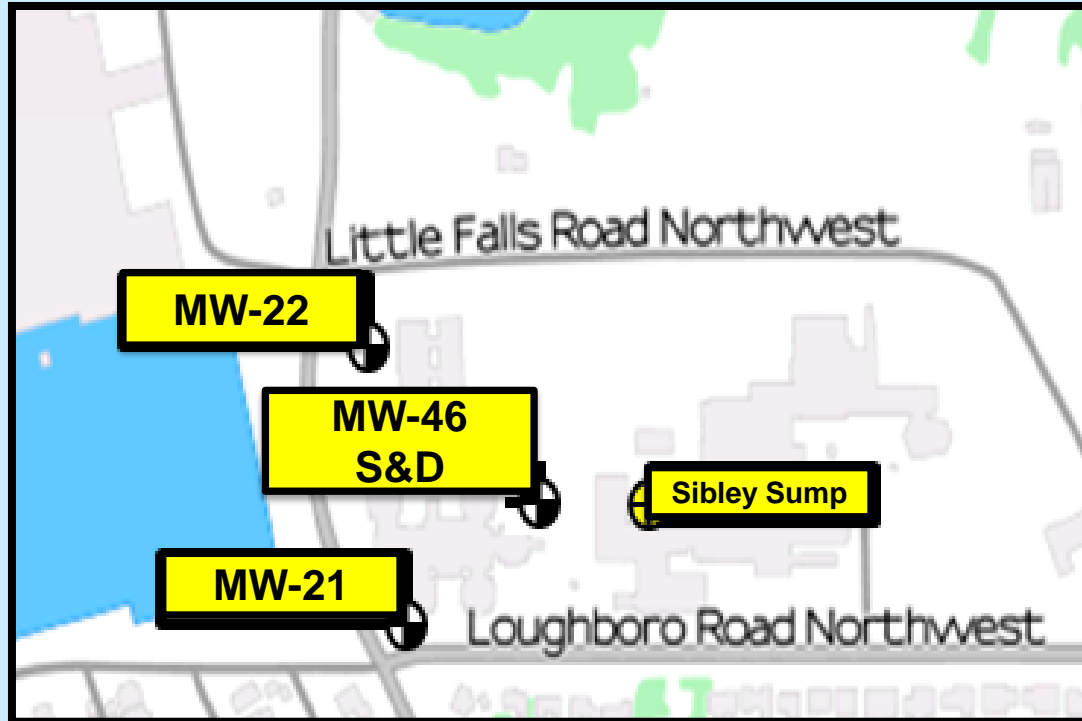 Little Falls Road Northwest
MW-22
MW-46
S&D
Sibley Sump
MW-21
Loughboro Road Northwest